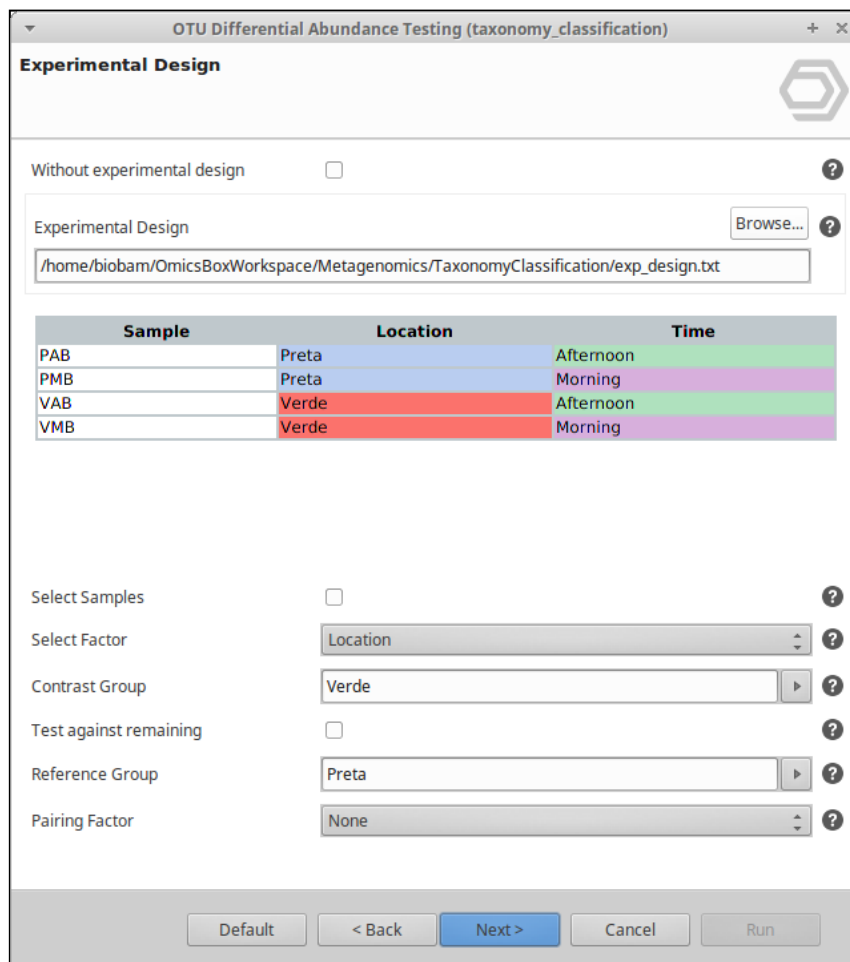 OTU Differential Abundance Testing (taxonomy_classification)
Experimental Design
Without experimental design
Experimental Design Browse...
/home/biobam/OmicsBoxWorkspace/Metagenomics/TaxonomyClassification/exp_design.txt
Sample Location Time
PAB Preta Afternoon
PMB Preta Morning
VAB Verde Afternoon
VMB Verde Morning
Select Samples
Select Factor Location
Contrast Group Verde
Test against remaining
Reference Group Preta
Pairing Factor None
Default < Back Next > Cancel Run